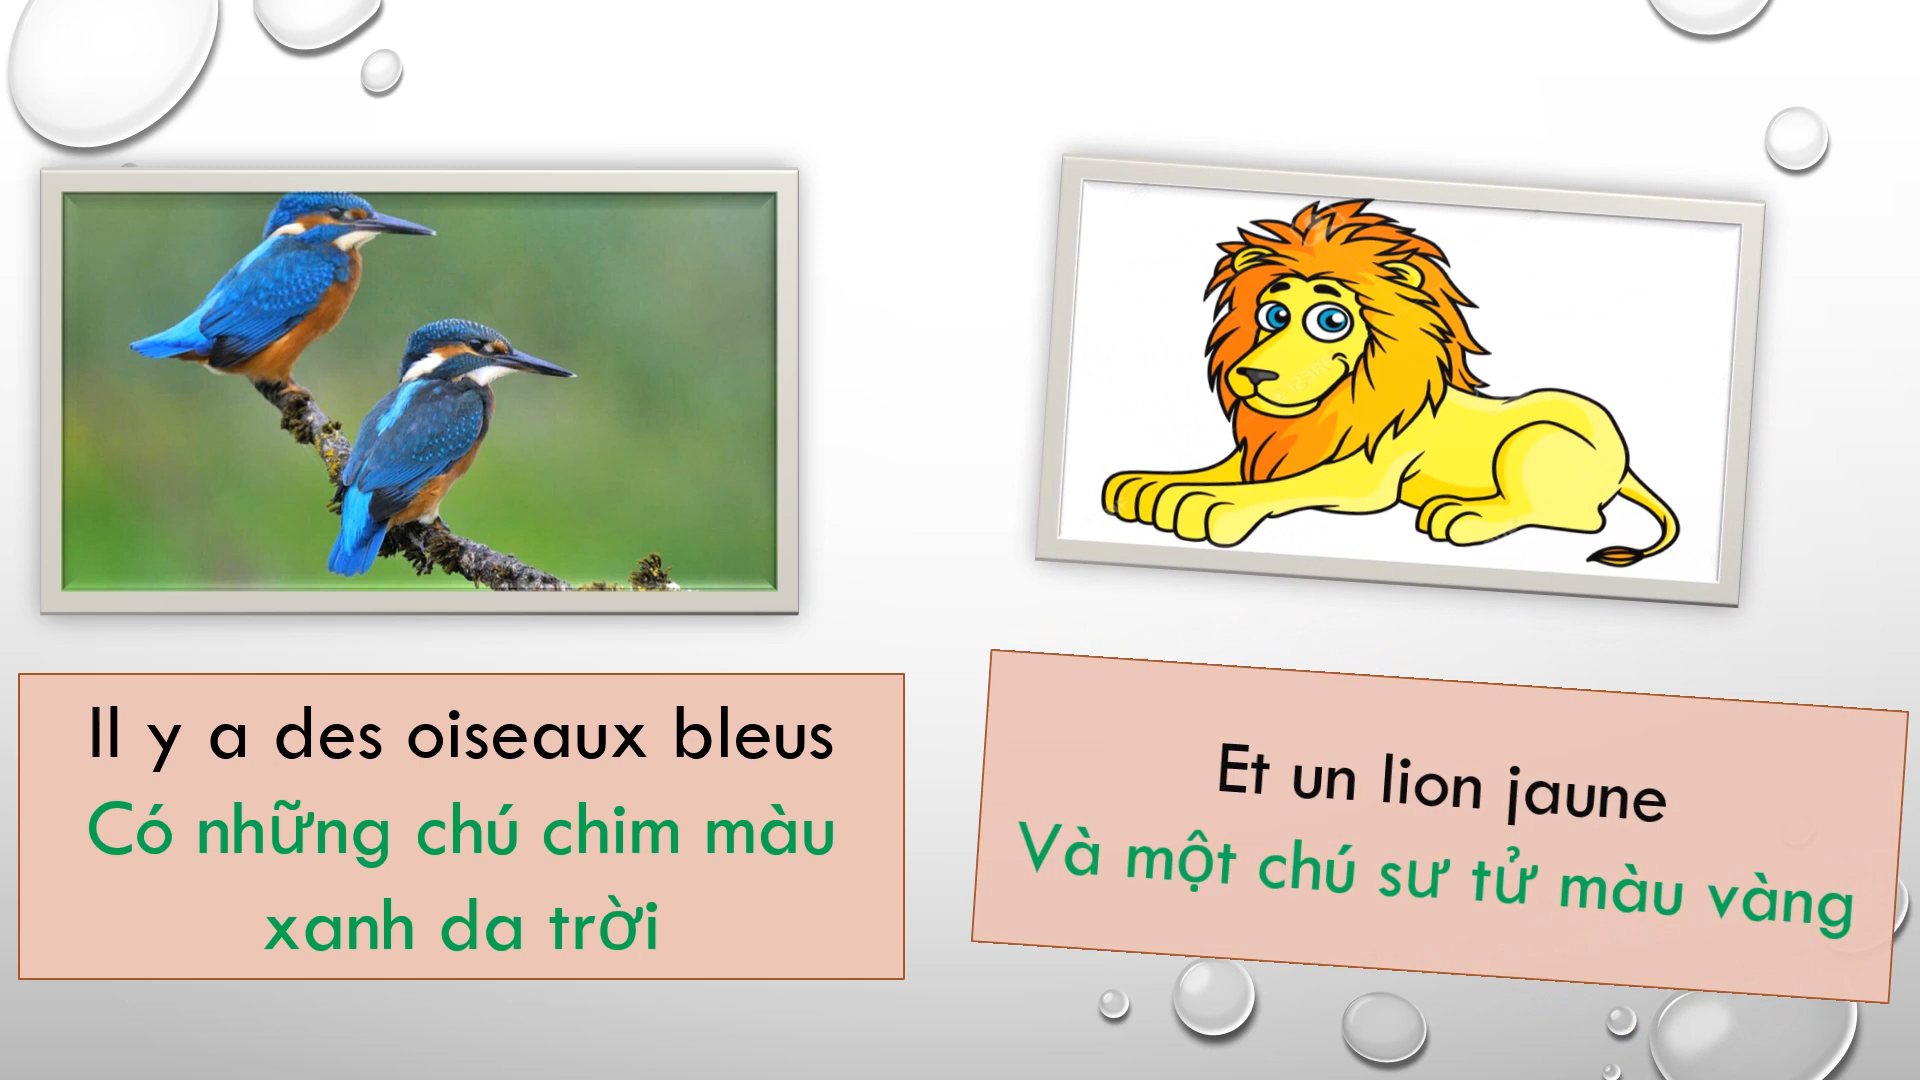 Il y a des oiseaux bleus
Có những chú chim màu
xanh da trời
Et un lion jaune
Và một chú sư tử màu vàng